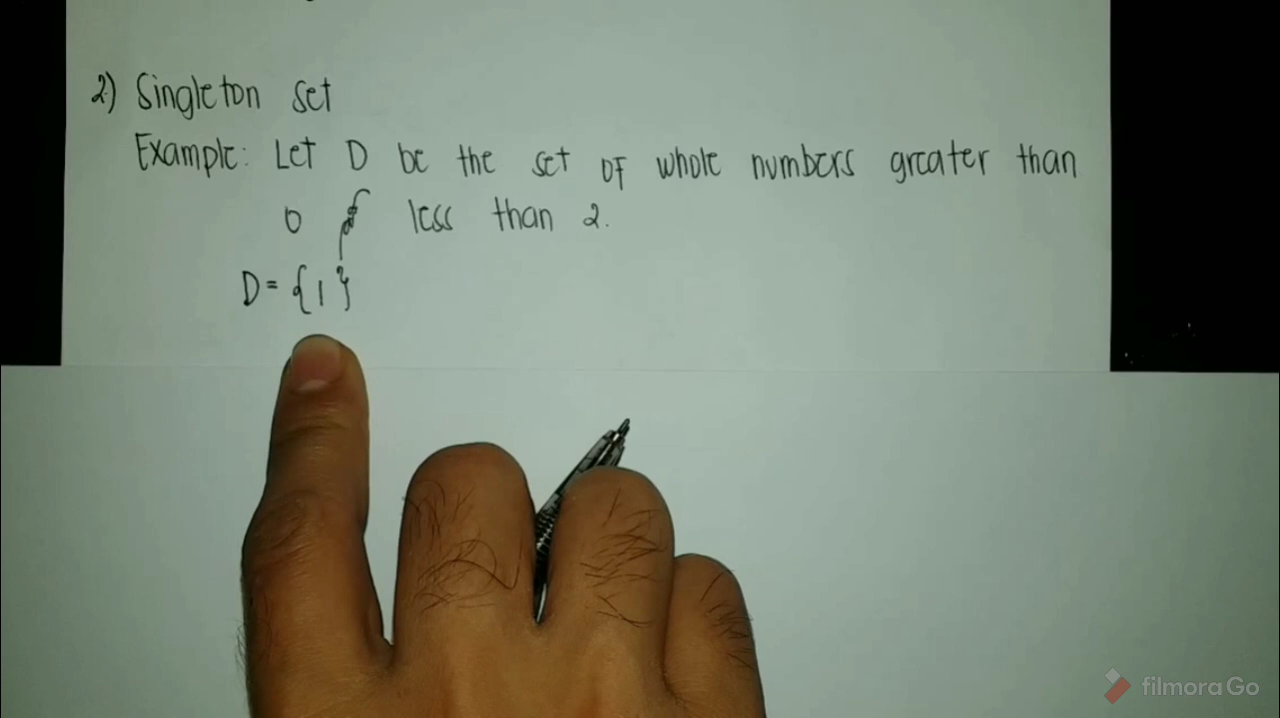 2) Singleton set
Example: Let D be the set of whole numbers greater than
0 & less than 2.
D = {1}
filmoraGo